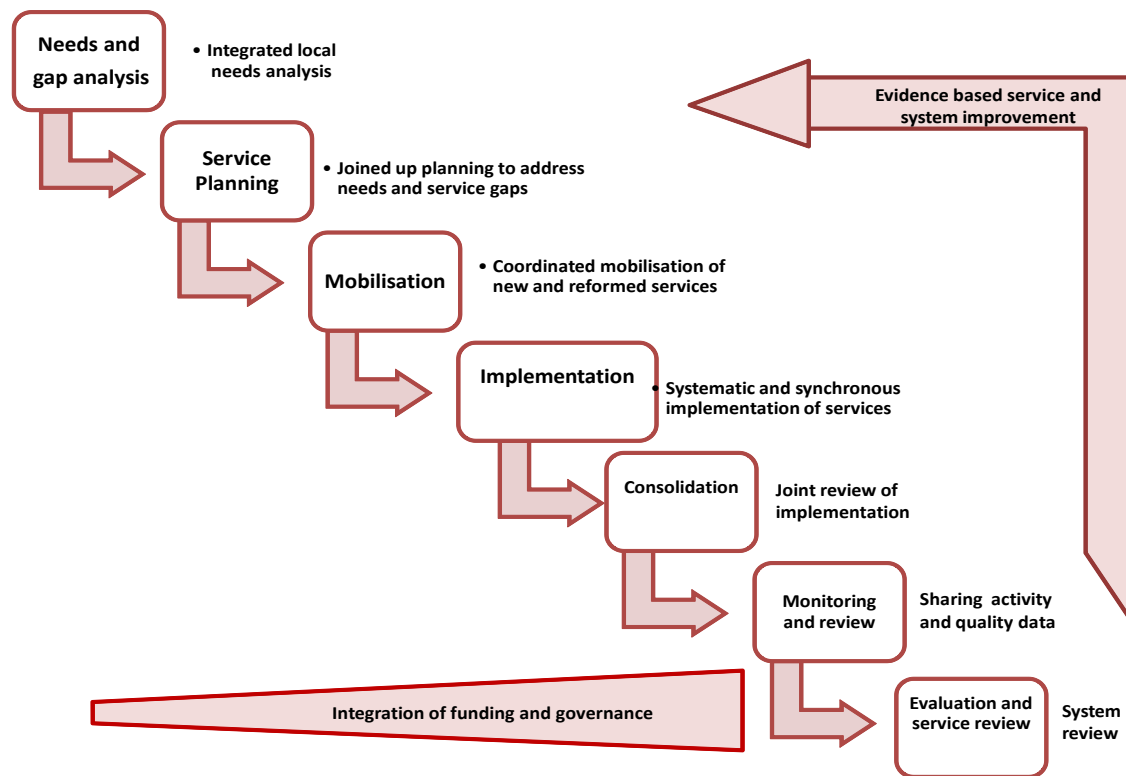 Needs and
gap analysis
• Integrated local
needs analysis
Evidence based service and
system improvement
Service
Planning
• Joined up planning to address
needs and service gaps
Mobilisation
• Coordinated mobilisation of
new and reformed services
Implementation
• Systematic and synchronous
implementation of services
Consolidation
Joint review of
implementation
Monitoring
and review
Sharing activity
and quality data
Integration of funding and governance
Evaluation and
service review
System
review